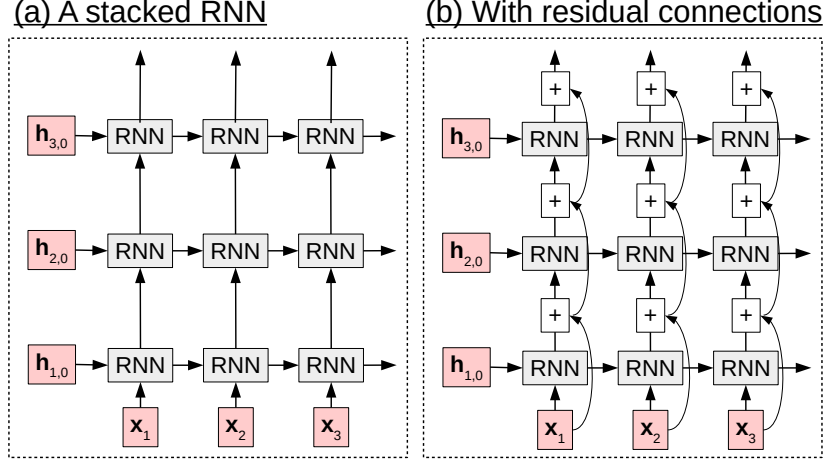 (a) A stacked RNN
h3,0 RNN RNN RNN
h2,0 RNN RNN RNN
h1,0 RNN RNN RNN
x1 x2 x3
(b) With residual connections
+ + +
h3,0 RNN RNN RNN
+ + +
h2,0 RNN RNN RNN
+ + +
h1,0 RNN RNN RNN
x1 x2 x3